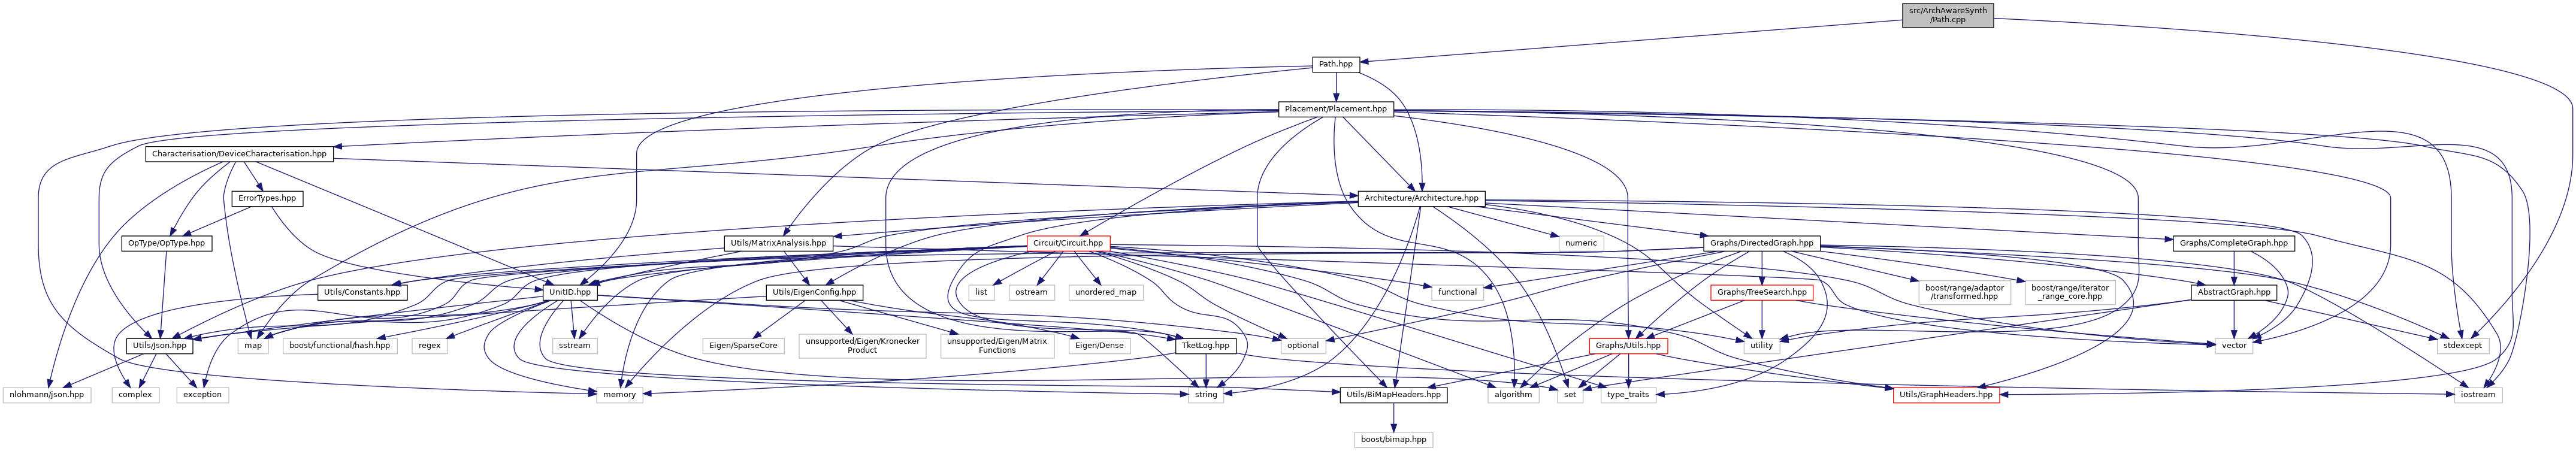 src/ArchAwareSynth
/Path.cpp
Path.hpp
Placement/Placement.hpp
Characterisation/DeviceCharacterisation.hpp
ErrorTypes.hpp
Architecture/Architecture.hpp
OpType/OpType.hpp
Utils/MatrixAnalysis.hpp
Circuit/Circuit.hpp
numeric
Graphs/DirectedGraph.hpp
Graphs/CompleteGraph.hpp
Utils/Constants.hpp
UnitID.hpp
Utils/EigenConfig.hpp
list
ostream
unordered_map
functional
Graphs/TreeSearch.hpp
boost/range/adaptor
/transformed.hpp
boost/range/iterator
_range_core.hpp
AbstractGraph.hpp
Utils/Json.hpp
map
boost/functional/hash.hpp
regex
sstream
Eigen/SparseCore
unsupported/Eigen/Kronecker
Product
unsupported/Eigen/Matrix
Functions
Eigen/Dense
TketLog.hpp
optional
Graphs/Utils.hpp
utility
vector
stdexcept
nlohmann/json.hpp
complex
exception
memory
string
Utils/BiMapHeaders.hpp
algorithm
set
type_traits
Utils/GraphHeaders.hpp
iostream
boost/bimap.hpp